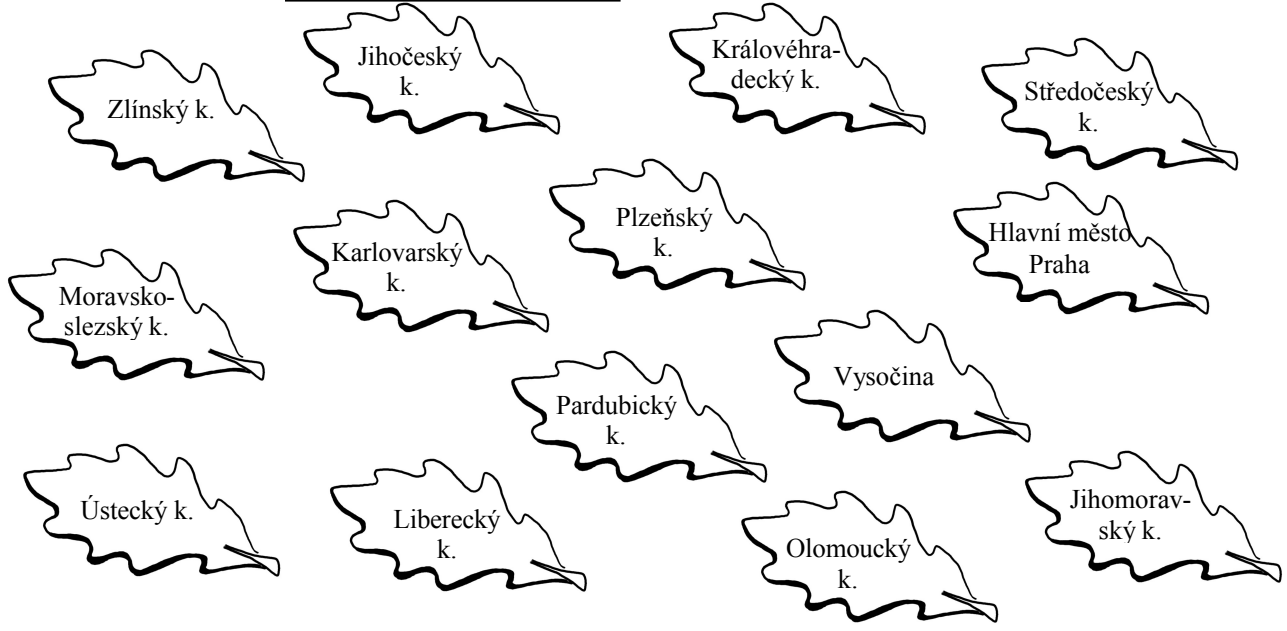 Zlínský k.
Jihočeský
k.
Královéhra-
decký k.
Středočeský
k.
Moravsko-
slezský k.
Karlovarský
k.
Plzeňský
k.
Hlavní město
Praha
Pardubický
k.
Vysočina
Ústecký k.
Liberecký
k.
Olomoucký
k.
Jihomorav-
ský k.